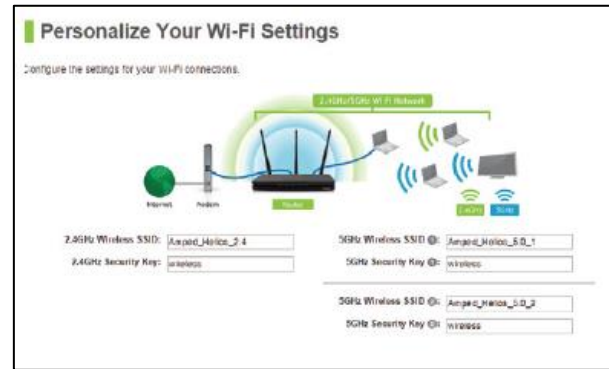 Personalize Your Wi-Fi Settings
Configure the settings for your Wi-Fi connections.
2.4GHz/5GHz Wi-Fi Network
Internet
Modem
Router
2.4GHz
5GHz
2.4GHz Wireless SSID: Amped_Helios_2.4
2.4GHz Security Key: wireless
5GHz Wireless SSID : Amped_Helios_5.0_1
5GHz Security Key : wireless
5GHz Wireless SSID : Amped_Helios_5.0_2
5GHz Security Key : wireless